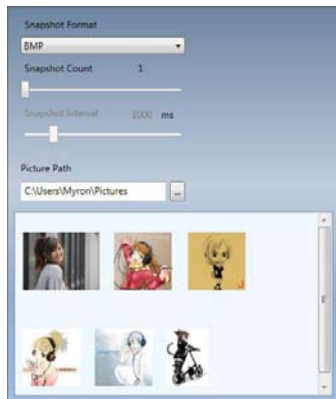 Snapshot Format
BMP
Snapshot Count 1
Snapshot Interval 1000 ms
Picture Path
C:\Users\Myron\Pictures ...